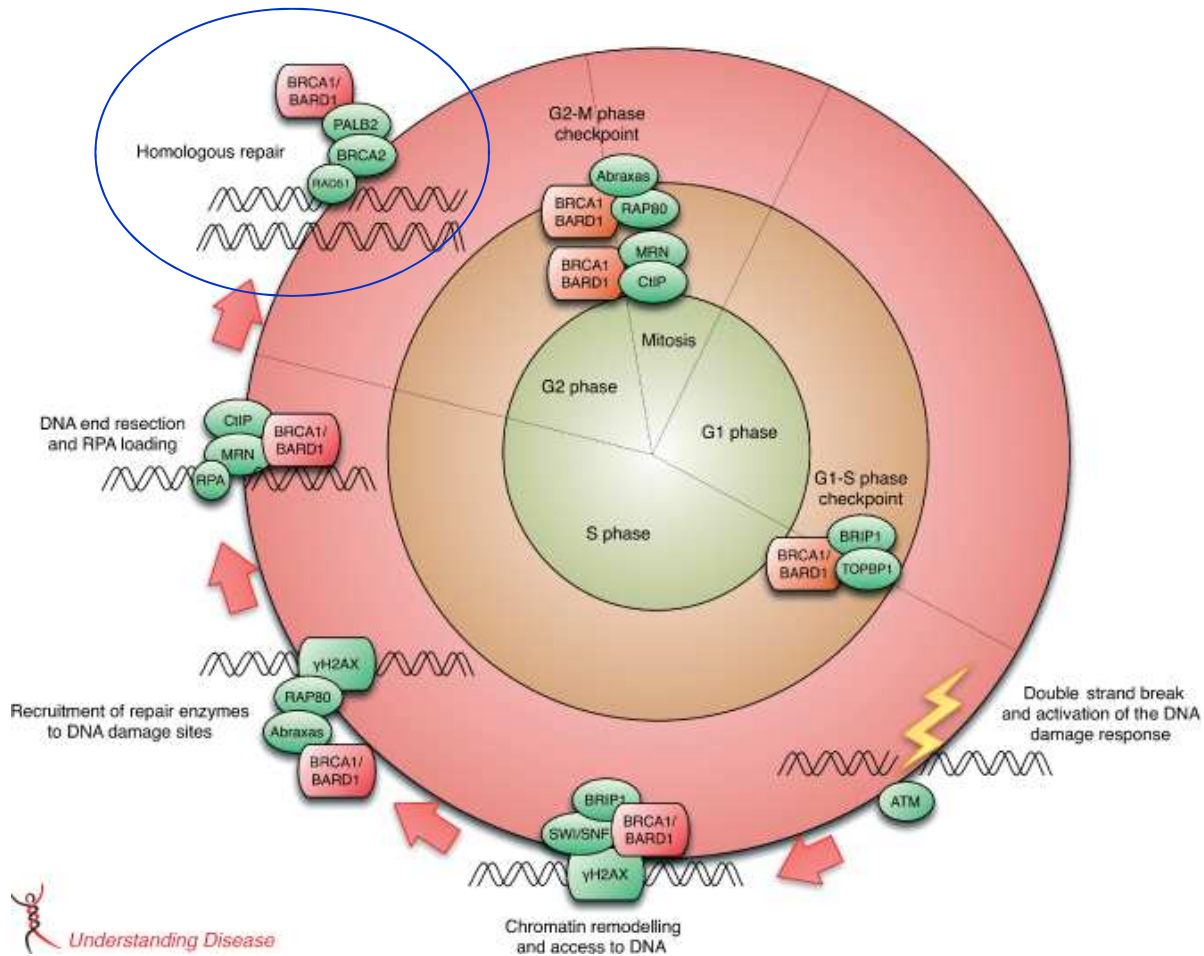 BRCA1/
BARD1
PALB2
BRCA2
RAD51
Homologous repair
G2-M phase
checkpoint
Abraxas
BRCA1
BARD1
RAP80
MRN
BRCA1
BARD1
CtIP
Mitosis
G2 phase
G1 phase
S phase
G1-S phase
checkpoint
BRIP1
BRCA1/
BARD1
TOPBP1
DNA end resection
and RPA loading
CtIP
BRCA1/
BARD1
MRN
RPA
γH2AX
RAP80
Recruitment of repair enzymes
to DNA damage sites
Abraxas
BRCA1/
BARD1
Double strand break
and activation of the DNA
damage response
ATM
BRIP1
SWI/SNF
BRCA1/
BARD1
γH2AX
Chromatin remodelling
and access to DNA
Understanding Disease